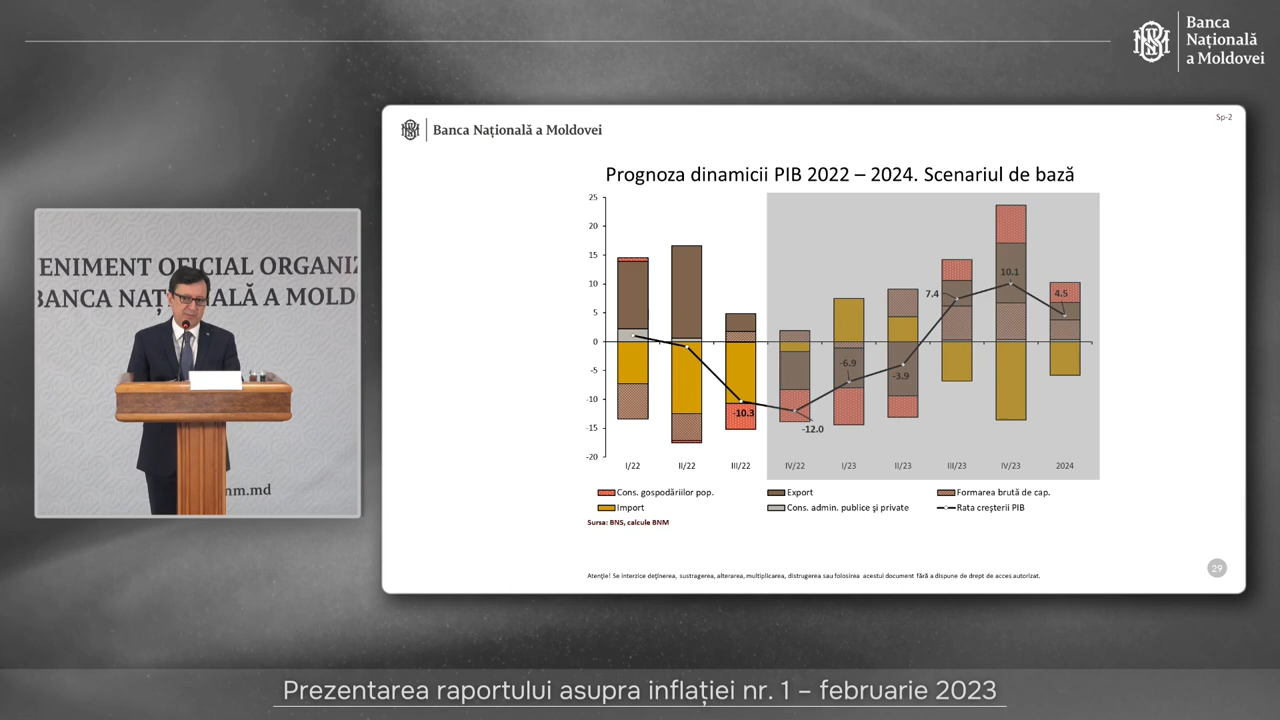 Banca
Națională
a Moldovei
Banca Națională a Moldovei
Sp-2
Prognoza dinamicii PIB 2022 – 2024. Scenariul de bază
25
20
15
10
5
0
-5
-10
-15
-20
-10.3
-12.0
-6.9
-3.9
7.4
10.1
4.5
I/22 II/22 III/22 IV/22 I/23 II/23 III/23 IV/23 2024
Cons. gospodăriilor pop. Export Formarea brută de cap.
Import Cons. admin. publice şi private Rata creşterii PIB
Sursa: BNS, calcule BNM
Atenţie! Se interzice deţinerea, sustragerea, alterarea, multiplicarea, distrugerea sau folosirea acestui document fără a dispune de drept de acces autorizat.
29
ENIMENT OFICIAL ORGANIZ
BANCA NAȚ ALĂ A MOLD
nm.md
Prezentarea raportului asupra inflației nr. 1 – februarie 2023